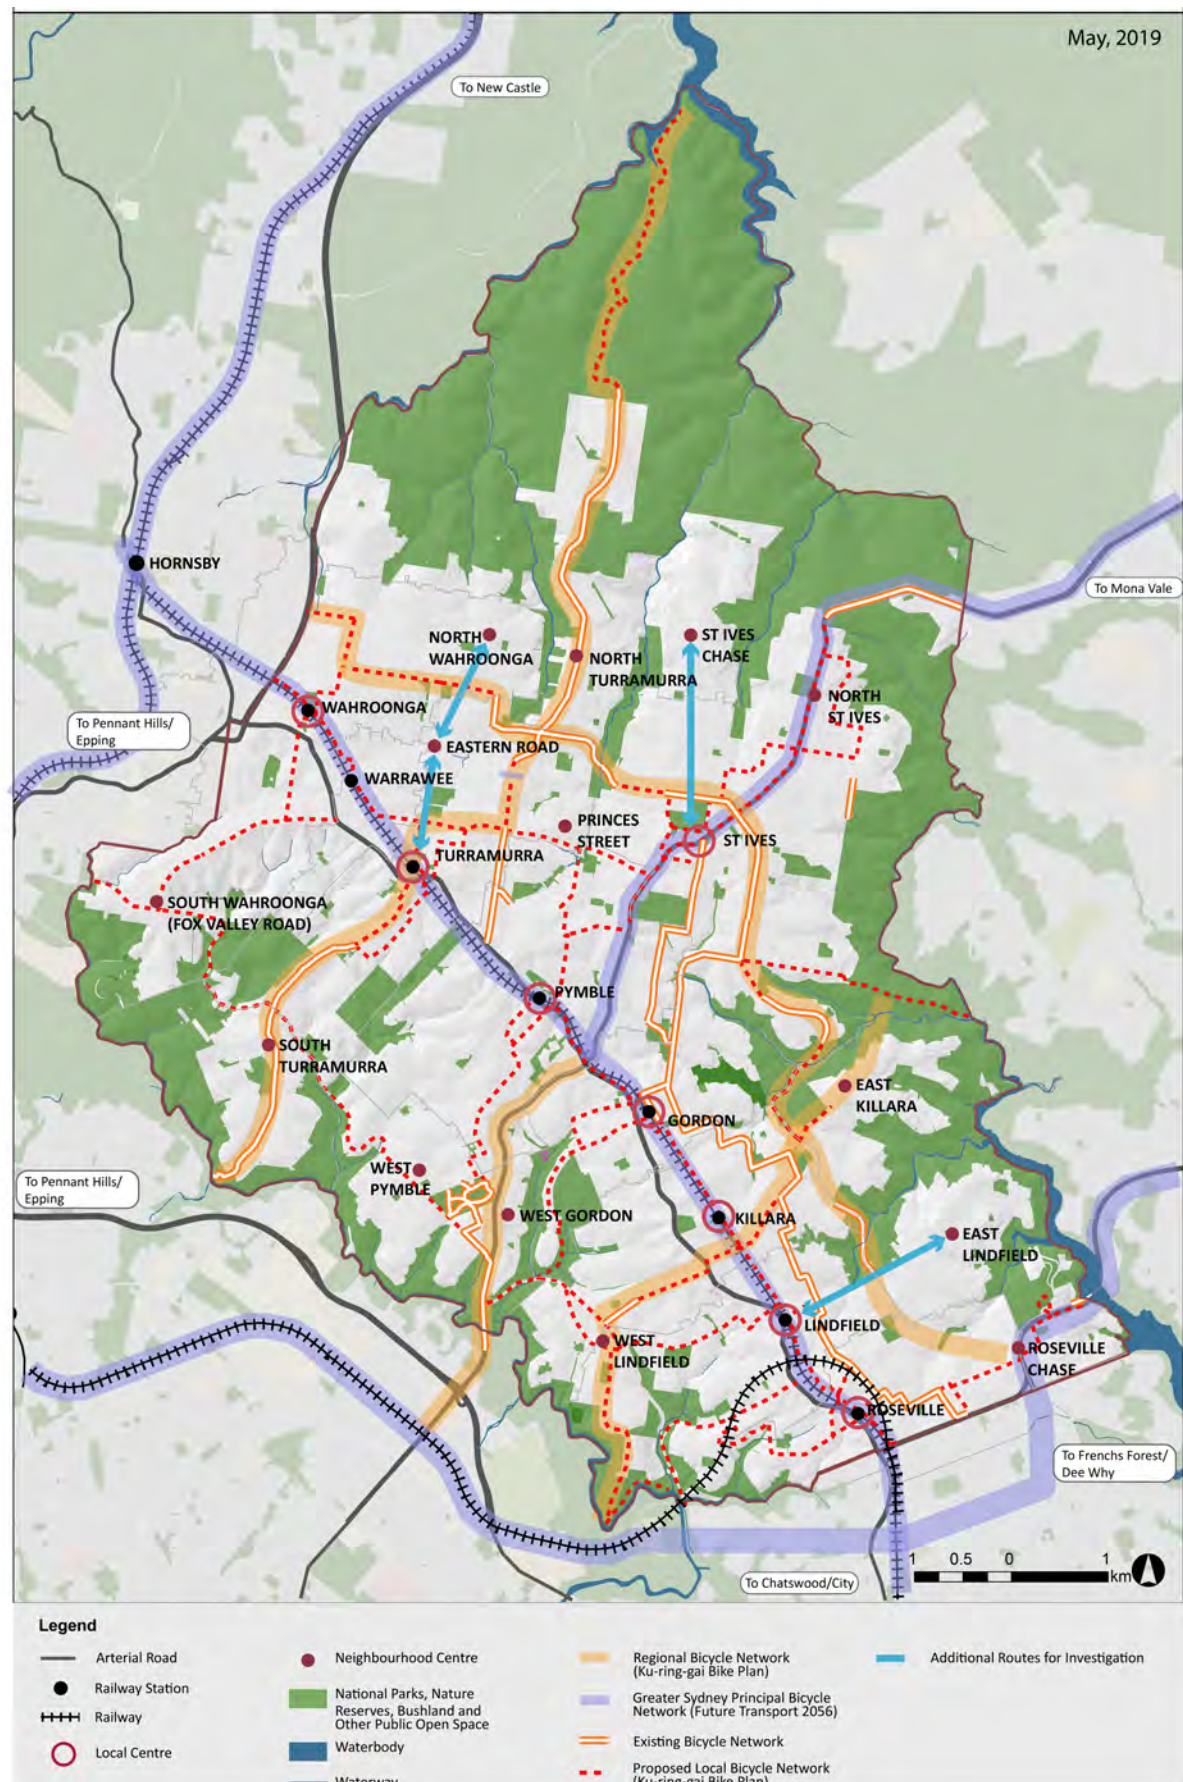 May, 2019
To New Castle
HORNSBY
To Mona Vale
NORTH
WAHROONGA
ST IVES
CHASE
NORTH
TURRAMURRA
NORTH
ST IVES
WAHROONGA
To Pennant Hills/
Epping
EASTERN ROAD
WARRAWEE
PRINCES
STREET
ST IVES
TURRAMURRA
SOUTH WAHROONGA
(FOX VALLEY ROAD)
PYMBLE
SOUTH
TURRAMURRA
EAST
KILLARA
GORDON
WEST
PYMBLE
To Pennant Hills/
Epping
WEST GORDON
KILLARA
EAST
LINDFIELD
LINDFIELD
WEST
LINDFIELD
ROSEVILLE
CHASE
ROSEVILLE
To Frenchs Forest/
Dee Why
To Chatswood/City
1 0.5 0 1
km
Legend
Arterial Road
Railway Station
Railway
Local Centre
Neighbourhood Centre
National Parks, Nature
Reserves, Bushland and
Other Public Open Space
Waterbody
Waterway
Regional Bicycle Network
(Ku-ring-gai Bike Plan)
Greater Sydney Principal Bicycle
Network (Future Transport 2056)
Existing Bicycle Network
Proposed Local Bicycle Network
(Ku-ring-gai Bike Plan)
Additional Routes for Investigation